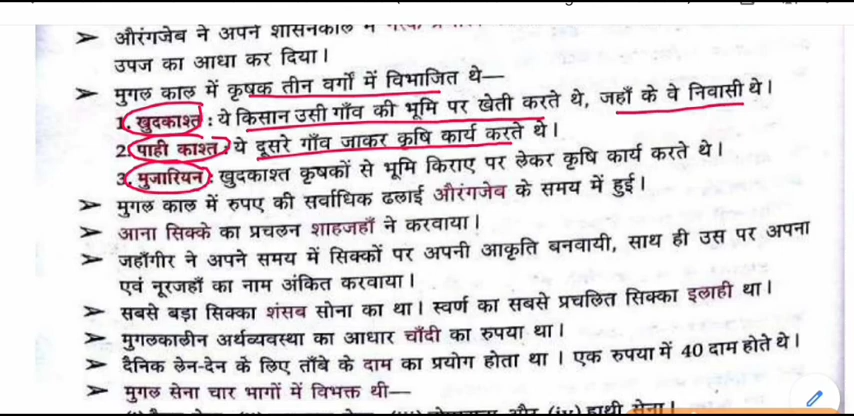 ➤ औरंगजेब ने अपने शासनकाल में
उपज का आधा कर दिया।
➤ मुगल काल में कृषक तीन वर्गों में विभाजित थे—
1. खुदकाश्त : ये किसान उसी गाँव की भूमि पर खेती करते थे, जहाँ के वे निवासी थे।
2. पाही काश्त : ये दूसरे गाँव जाकर कृषि कार्य करते थे।
3. मुजारियन : खुदकाश्त कृषकों से भूमि किराए पर लेकर कृषि कार्य करते थे।
➤ मुगल काल में रुपए की सर्वाधिक ढलाई औरंगजेब के समय में हुई।
➤ आना सिक्के का प्रचलन शाहजहाँ ने करवाया।
➤ जहाँगीर ने अपने समय में सिक्कों पर अपनी आकृति बनवायी, साथ ही उस पर अपना
एवं नूरजहाँ का नाम अंकित करवाया।
➤ सबसे बड़ा सिक्का शंसब सोना का था। स्वर्ण का सबसे प्रचलित सिक्का इलाही था।
➤ मुगलकालीन अर्थव्यवस्था का आधार चाँदी का रुपया था।
➤ दैनिक लेन-देन के लिए ताँबे के दाम का प्रयोग होता था। एक रुपया में 40 दाम होते थे।
➤ मुगल सेना चार भागों में विभक्त थी—
और (iv) हाथी सेना।